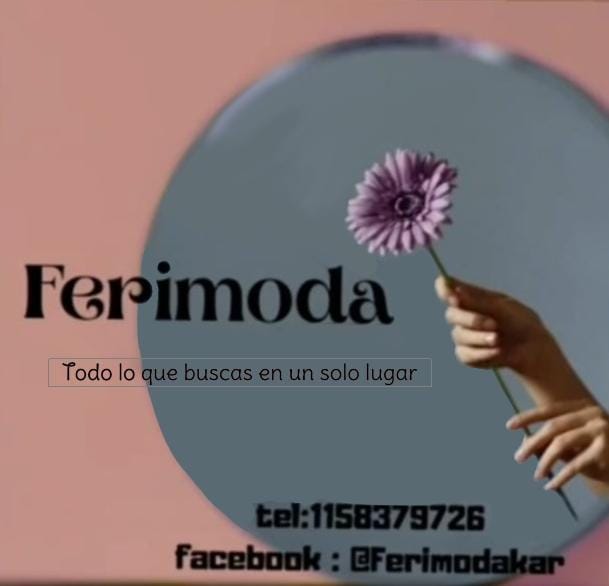 Ferimoda
Todo lo que buscas en un solo lugar
tel:1158379726
facebook : @Ferimodakar